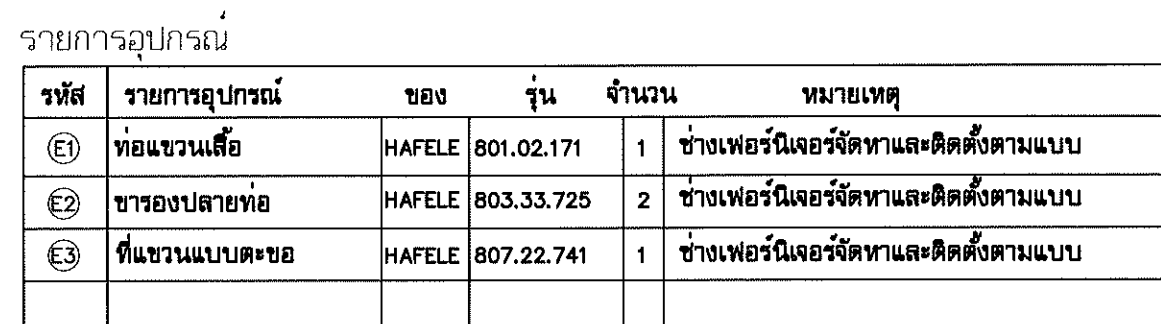 รายการอุปกรณ์
รหัส รายการอุปกรณ์ ของ รุ่น จำนวน หมายเหตุ
E1 ท่อแขวนเสื้อ HAFELE 801.02.171 1 ช่างเฟอร์นิเจอร์จัดหาและติดตั้งตามแบบ
E2 ขารองปลายท่อ HAFELE 803.33.725 2 ช่างเฟอร์นิเจอร์จัดหาและติดตั้งตามแบบ
E3 ที่แขวนแบบตะขอ HAFELE 807.22.741 1 ช่างเฟอร์นิเจอร์จัดหาและติดตั้งตามแบบ